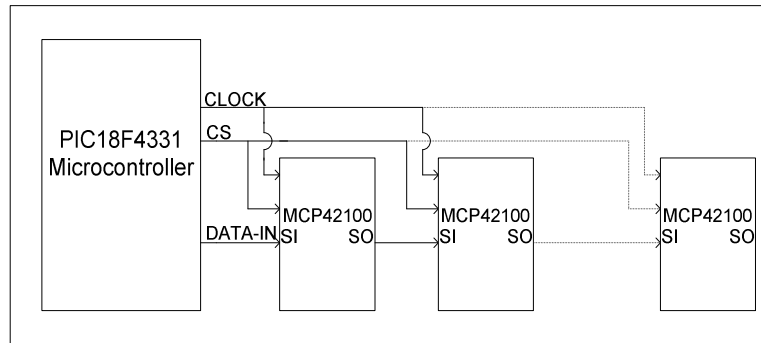 PIC18F4331
Microcontroller
CLOCK
CS
DATA-IN
MCP42100
SI SO
MCP42100
SI SO
MCP42100
SI SO